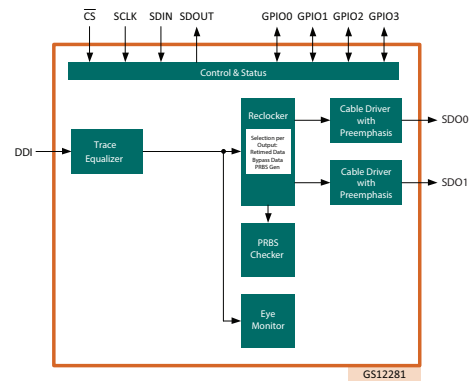 CS SCLK SDIN SDOUT GPIO0 GPIO1 GPIO2 GPIO3
Control & Status
DDI
Trace
Equalizer
Reclocker
Selection per
Output:
Retimed Data
Bypass Data
PRBS Gen
Cable Driver
with
Preemphasis
SDO0
Cable Driver
with
Preemphasis
SDO1
PRBS
Checker
Eye
Monitor
GS12281